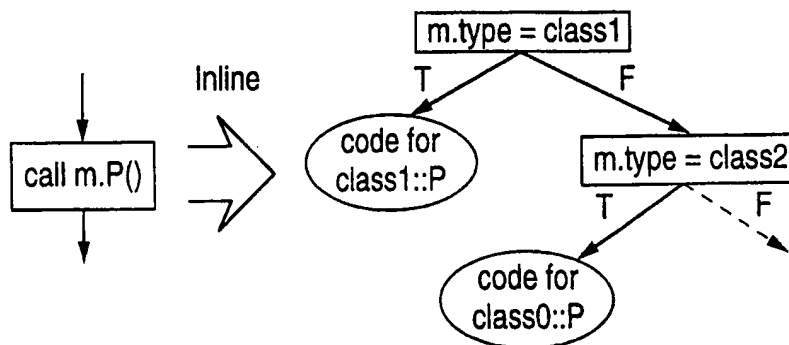 m.type = class1
T
F
Inline
call m.P()
code for
class1::P
m.type = class2
T
F
code for
class0::P